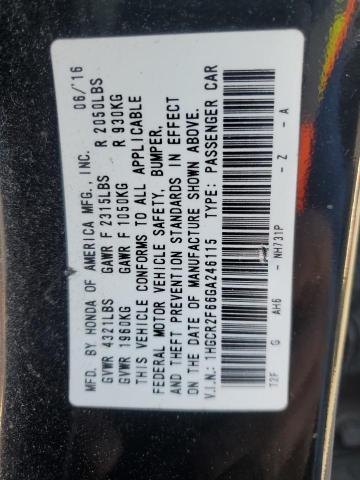 MFD. BY HONDA OF AMERICA MFG., INC. 06/16
GVWR 4321LBS GAWR F 2315LBS R 2050LBS
GVWR 1960KG GAWR F 1050KG R 930KG
THIS VEHICLE CONFORMS TO ALL APPLICABLE
FEDERAL MOTOR VEHICLE SAFETY, BUMPER,
AND THEFT PREVENTION STANDARDS IN EFFECT
ON THE DATE OF MANUFACTURE SHOWN ABOVE.
V.I.N.: 1HGCR2F66GA246115 TYPE: PASSENGER CAR
T2F G AH6 - NH731P - Z - A